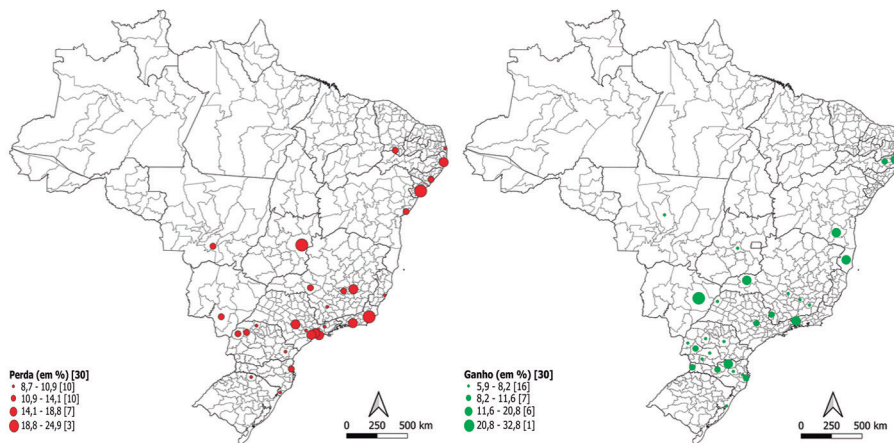 Perda (em %) [30]
8,7 - 10,9 [10]
10,9 - 14,1 [10]
14,1 - 18,8 [7]
18,8 - 24,9 [3]
0 250 500 km
Ganho (em %) [30]
5,9 - 8,2 [16]
8,2 - 11,6 [7]
11,6 - 20,8 [6]
20,8 - 32,8 [1]
0 250 500 km